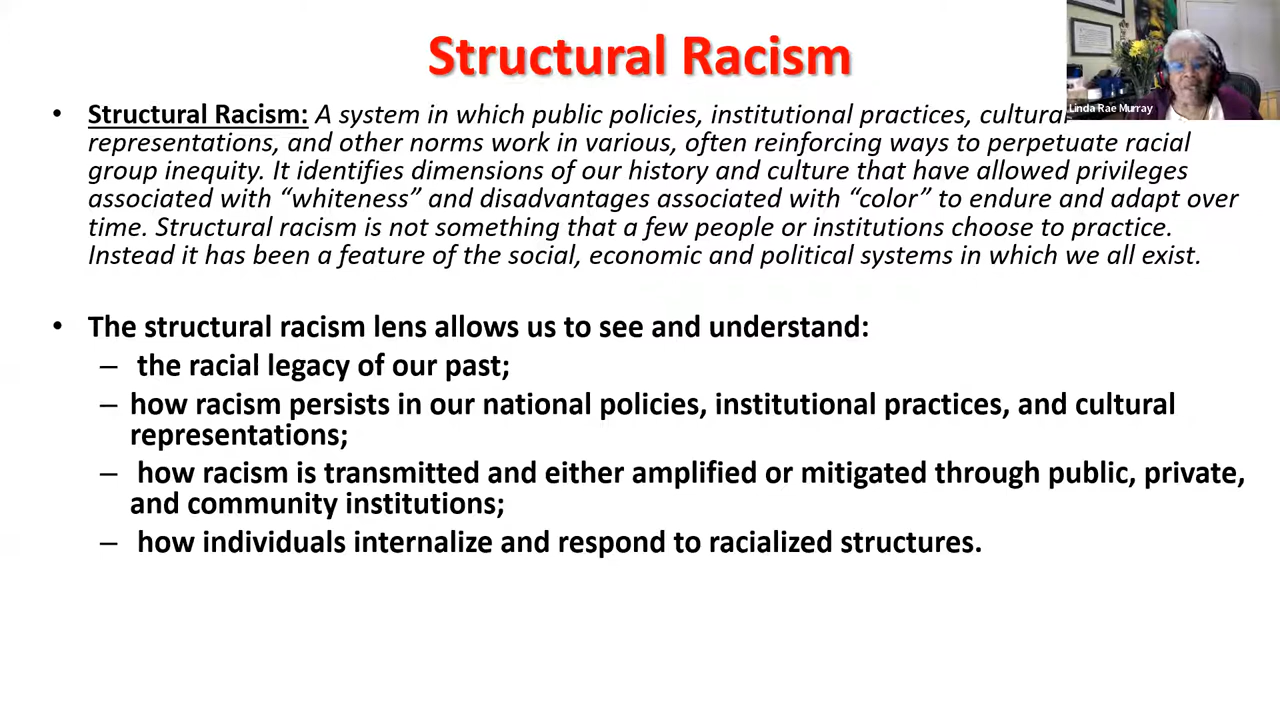 Structural Racism
Linda Rae Murray
• Structural Racism: A system in which public policies, institutional practices, cultural
representations, and other norms work in various, often reinforcing ways to perpetuate racial
group inequity. It identifies dimensions of our history and culture that have allowed privileges
associated with “whiteness” and disadvantages associated with “color” to endure and adapt over
time. Structural racism is not something that a few people or institutions choose to practice.
Instead it has been a feature of the social, economic and political systems in which we all exist.
• The structural racism lens allows us to see and understand:
– the racial legacy of our past;
– how racism persists in our national policies, institutional practices, and cultural
representations;
– how racism is transmitted and either amplified or mitigated through public, private,
and community institutions;
– how individuals internalize and respond to racialized structures.